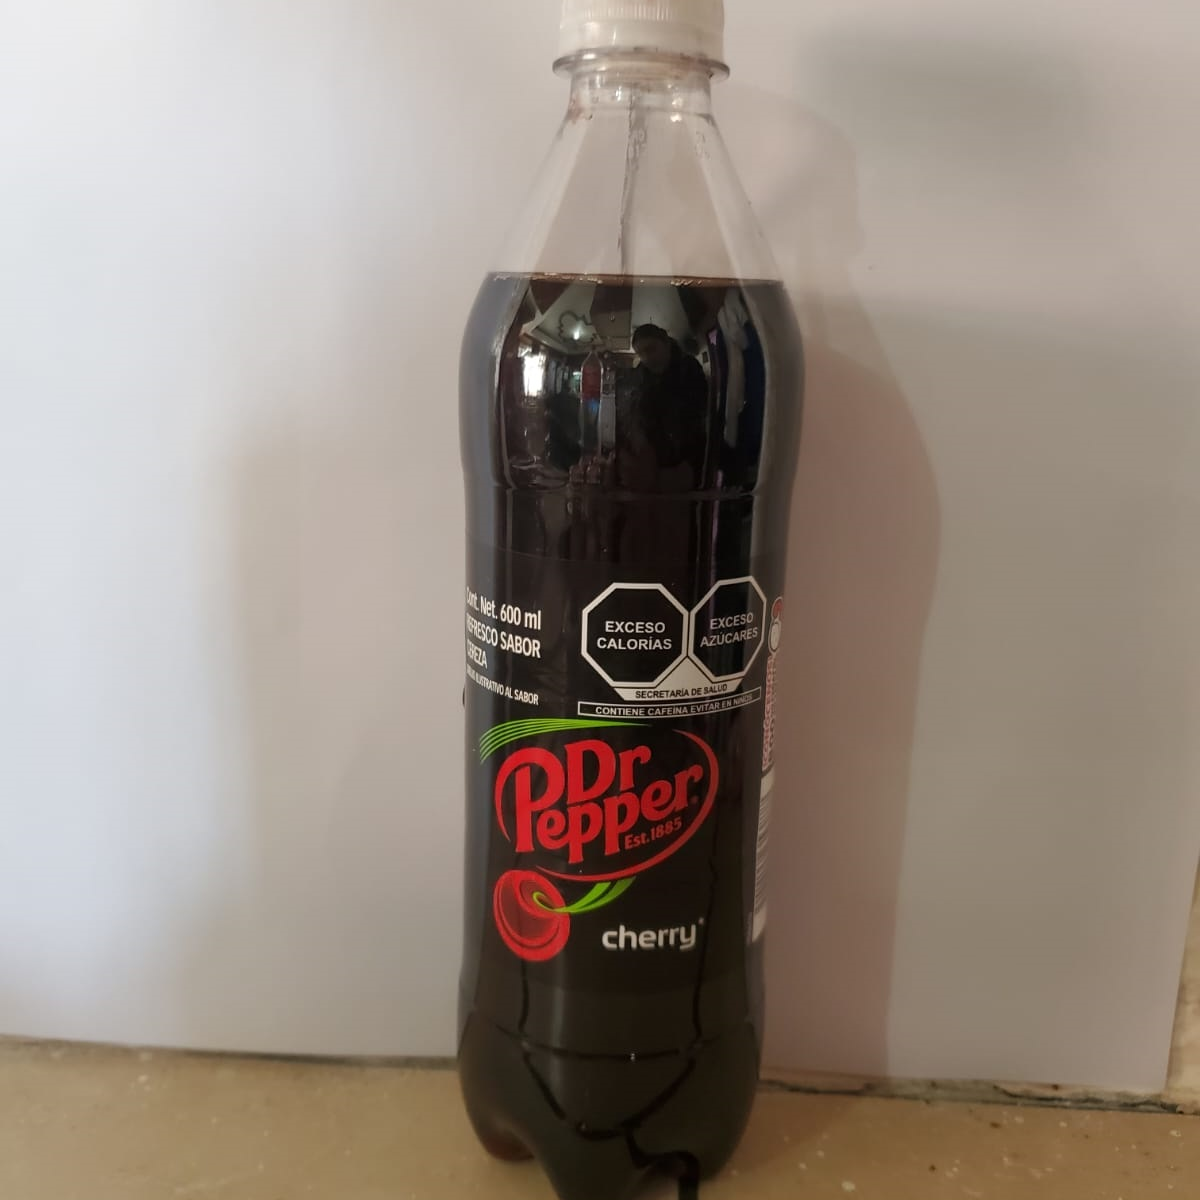 Cont. Net. 600 ml
REFRESCO SABOR
CEREZA
ILUSTRATIVO AL SABOR
EXCESO
CALORÍAS
EXCESO
AZÚCARES
SECRETARÍA DE SALUD
CONTIENE CAFEÍNA EVITAR EN NIÑOS
Dr
Pepper
Est.1885
cherry